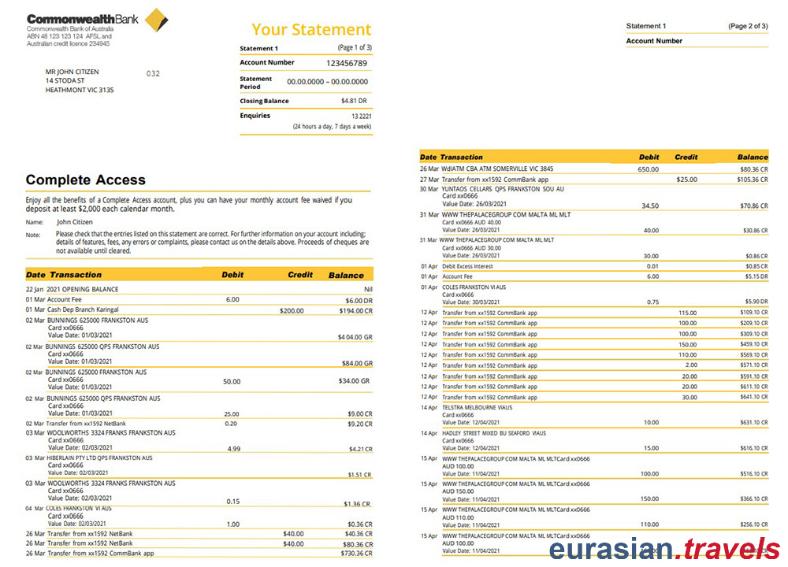 CommonwealthBank
Commonwealth Bank of Australia
ABN 48 123 123 124 AFSL and
Australian credit licence 234945
MR JOHN CITIZEN
14 STODA ST
HEATHMONT VIC 3135
032
Your Statement
Statement 1 (Page 1 of 3)
Account Number 123456789
Statement Period 00.00.0000 – 00.00.0000
Closing Balance $4.81 DR
Enquiries 13 2221
(24 hours a day, 7 days a week)
Complete Access
Enjoy all the benefits of a Complete Access account, plus you can have your monthly account fee waived if you
deposit at least $2,000 each calendar month.
Name: John Citizen
Note: Please check that the entries listed on this statement are correct. For further information on your account including;
details of features, fees, any errors or complaints, please contact us on the details above. Proceeds of cheques are
not available until cleared.
Date Transaction Debit Credit Balance
22 Jan 2021 OPENING BALANCE Nil
01 Mar Account Fee 6.00 $6.00 DR
01 Mar Cash Dep Branch Karingal $200.00 $194.00 CR
02 Mar BUNNINGS 625000 FRANKSTON AUS
Card xx0666
Value Date: 01/03/2021 $4 04.00 GR
02 Mar BUNNINGS 625000 QPS FRANKSTON AUS
Card xx0666
Value Date: 01/03/2021 $84.00 GR
02 Mar BUNNINGS 625000 FRANKSTON AUS
Card xx0666
Value Date: 01/03/2021 50.00 $34.00 GR
02 Mar BUNNINGS 625000 QPS FRANKSTON AUS
Card xx0666
Value Date: 01/03/2021 25.00 $9.00 CR
02 Mar Transfer from xx1592 NetBank 0.20 $9.20 CR
03 Mar WOOLWORTHS 3324 FRANKS FRANKSTON AUS
Card xx0666
Value Date: 02/03/2021 4.99 $4.21 CR
03 Mar HIBERLAIN PTY LTD QPS FRANKSTON AUS
Card xx0666
Value Date: 02/03/2021 $1.51 CR
03 Mar WOOLWORTHS 3324 FRANKS FRANKSTON AUS
Card xx0666
Value Date: 02/03/2021 0.15 $1.36 CR
04 Mar COLES FRANKSTON VI AUS
Card xx0666
Value Date: 02/03/2021 1.00 $0.36 CR
26 Mar Transfer from xx1592 NetBank $40.00 $40.36 CR
26 Mar Transfer from xx1592 NetBank $40.00 $80.36 CR
26 Mar Transfer from xx1592 CommBank app $730.36 CR
Statement 1 (Page 2 of 3)
Account Number
Date Transaction Debit Credit Balance
26 Mar WdlATM CBA ATM SOMERVILLE VIC 3845 650.00 $80.36 CR
27 Mar Transfer from xx1592 CommBank app $25.00 $105.36 CR
30 Mar YUNTAOS CELLARS QPS FRANKSTON SOU AU
Card xx0666
Value Date: 26/03/2021 34.50 $70.86 CR
31 Mar WWW THEPALACEGROUP COM MALTA ML MLT
Card xx0666 AUD 40.00
Value Date: 26/03/2021 40.00 $30.86 CR
31 Mar WWW THEPALACEGROUP COM MALTA ML MLT
Card xx0666 AUD 30.00
Value Date: 26/03/2021 30.00 $0.86 CR
01 Apr Debit Excess Interest 0.01 $0.85 CR
01 Apr Account Fee 6.00 $5.15 DR
01 Apr COLES FRANKSTON VI AUS
Card xx0666
Value Date: 30/03/2021 0.75 $5.90 DR
12 Apr Transfer from xx1592 CommBank app 115.00 $109.10 CR
12 Apr Transfer from xx1592 CommBank app 100.00 $209.10 CR
12 Apr Transfer from xx1592 CommBank app 100.00 $309.10 CR
12 Apr Transfer from xx1592 CommBank app 150.00 $459.10 CR
12 Apr Transfer from xx1592 CommBank app 110.00 $569.10 CR
12 Apr Transfer from xx1592 CommBank app 2.00 $571.10 CR
12 Apr Transfer from xx1592 CommBank app 20.00 $591.10 CR
12 Apr Transfer from xx1592 CommBank app 20.00 $611.10 CR
12 Apr Transfer from xx1592 CommBank app 30.00 $641.10 CR
14 Apr TELSTRA MELBOURNE VIAUS
Card xx0666
Value Date: 12/04/2021 10.00 $631.10 CR
14 Apr HADLEY STREET MIXED BU SEAFORD VIAUS
Card xx0666
Value Date: 12/04/2021 15.00 $616.10 CR
15 Apr WWW THEPALACEGROUP COM MALTA ML MLTCard xx0666
AUD 100.00
Value Date: 11/04/2021 100.00 $516.10 CR
15 Apr WWW THEPALACEGROUP COM MALTA ML MLTCard xx0666
AUD 150.00
Value Date: 11/04/2021 150.00 $366.10 CR
15 Apr WWW THEPALACEGROUP COM MALTA ML MLTCard xx0666
AUD 110.00
Value Date: 11/04/2021 110.00 $256.10 CR
15 Apr WWW THEPALACEGROUP COM MALTA ML MLTCard xx0666
Value Date: 11/04/2021
eurasian.travels